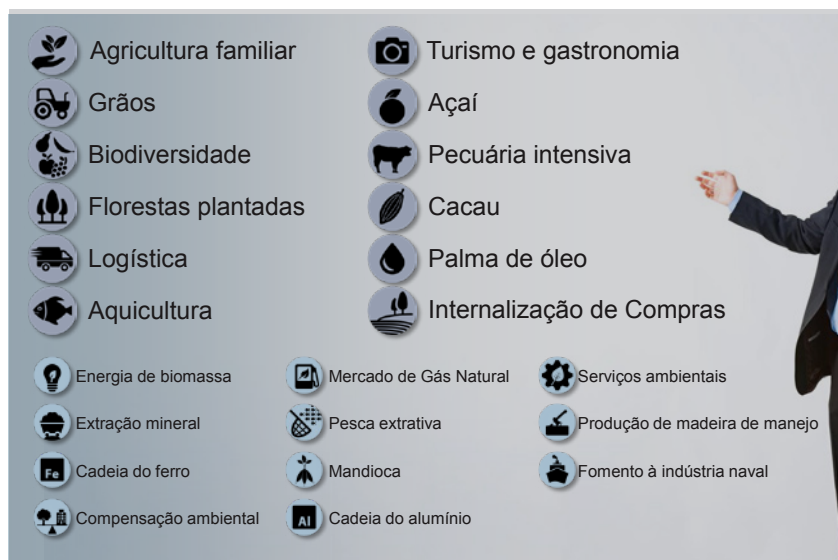 Agricultura familiar
Turismo e gastronomia
Grãos
Açaí
Biodiversidade
Pecuária intensiva
Florestas plantadas
Cacau
Logística
Palma de óleo
Aquicultura
Internalização de Compras
Energia de biomassa
Mercado de Gás Natural
Serviços ambientais
Extração mineral
Pesca extrativa
Produção de madeira de manejo
Fe
Cadeia do ferro
Mandioca
Fomento à indústria naval
Compensação ambiental
Al
Cadeia do alumínio